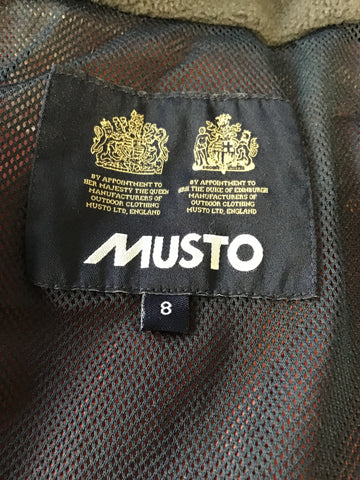 BY APPOINTMENT TO
HER MAJESTY THE QUEEN
MANUFACTURERS OF
OUTDOOR CLOTHING
MUSTO LTD, ENGLAND
BY APPOINTMENT TO
HRH THE DUKE OF EDINBURGH
MANUFACTURERS OF
OUTDOOR CLOTHING
MUSTO LTD, ENGLAND
MUSTO
8